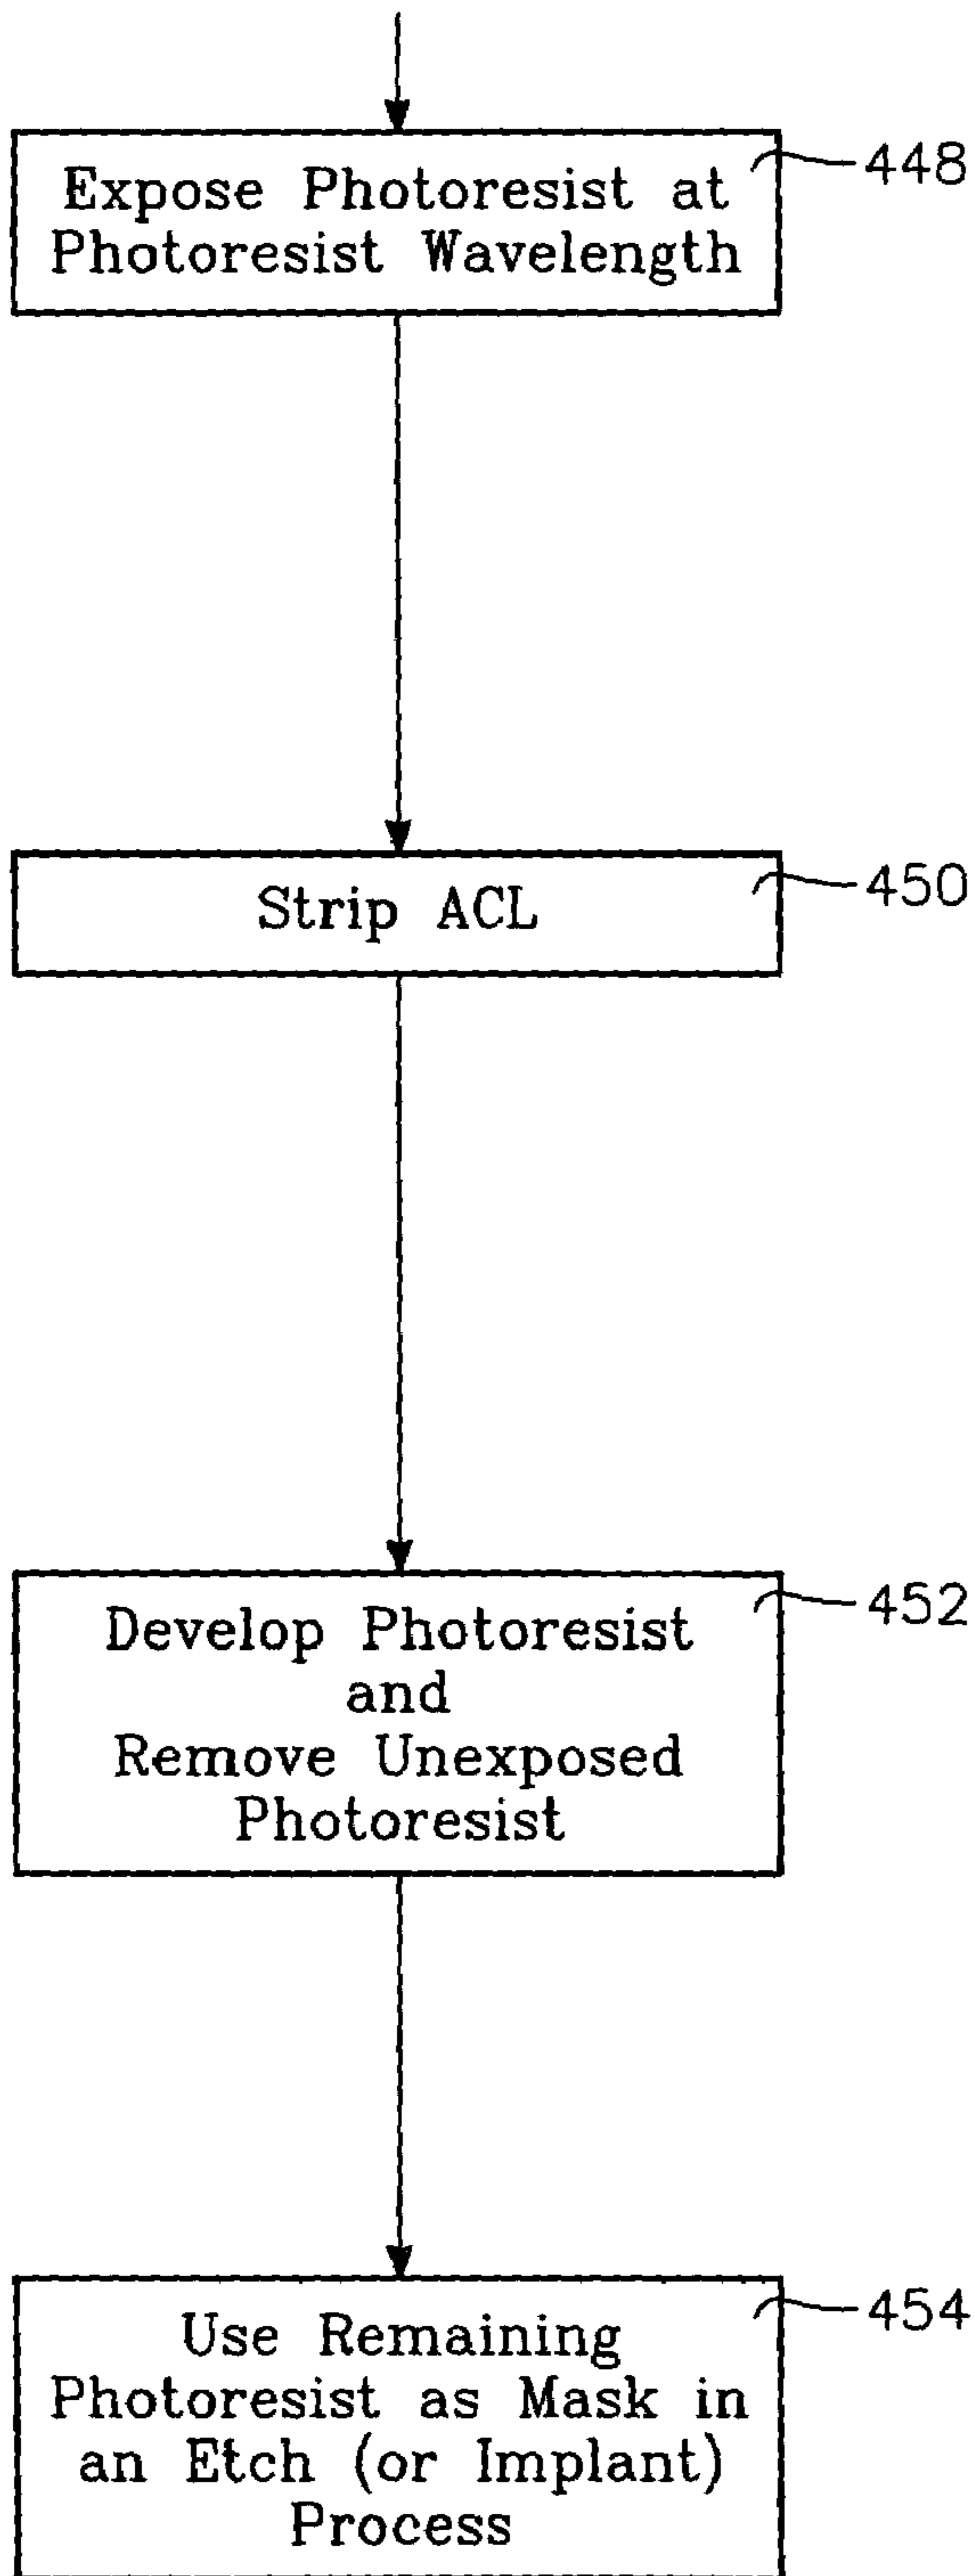 448
Expose Photoresist at
Photoresist Wavelength
450
Strip ACL
452
Develop Photoresist
and
Remove Unexposed
Photoresist
454
Use Remaining
Photoresist as Mask in
an Etch (or Implant)
Process